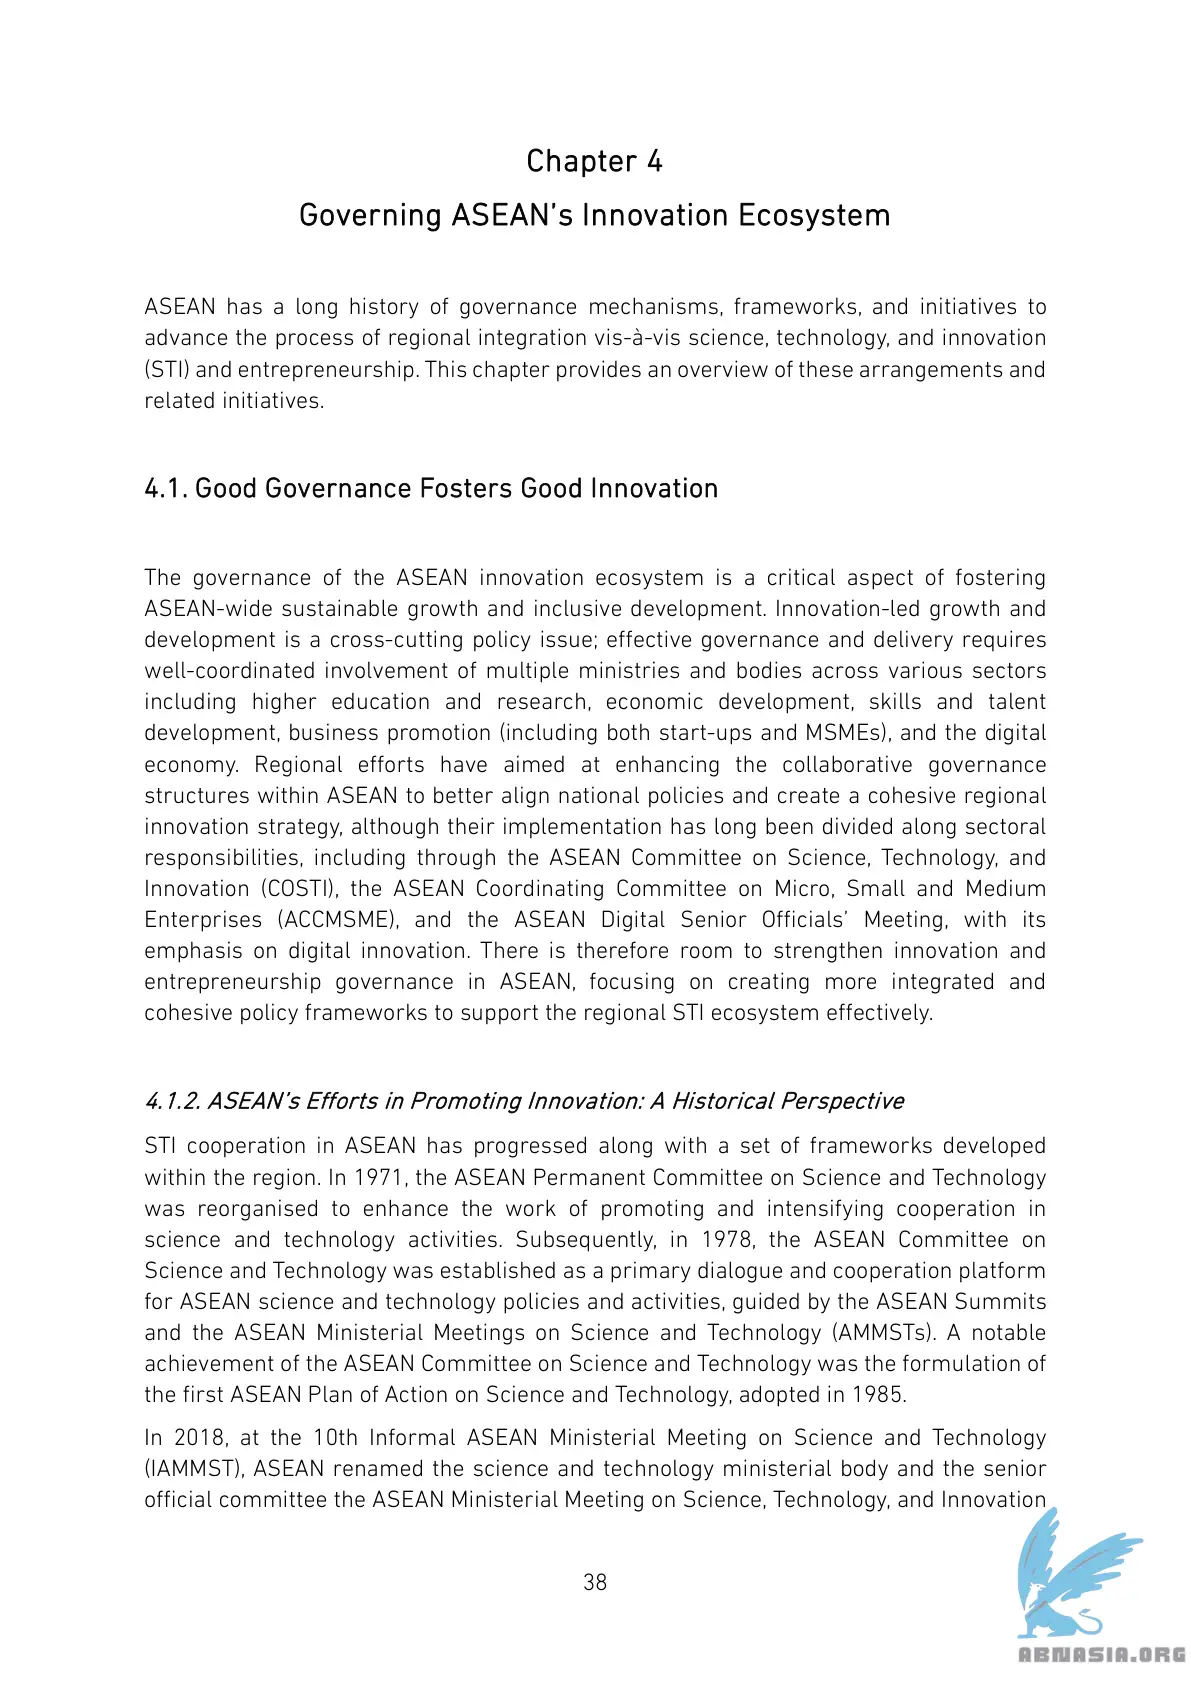 Chapter 4
Governing ASEAN’s Innovation Ecosystem
ASEAN has a long history of governance mechanisms, frameworks, and initiatives to
advance the process of regional integration vis-à-vis science, technology, and innovation
(STI) and entrepreneurship. This chapter provides an overview of these arrangements and
related initiatives.
4.1. Good Governance Fosters Good Innovation
The governance of the ASEAN innovation ecosystem is a critical aspect of fostering
ASEAN-wide sustainable growth and inclusive development. Innovation-led growth and
development is a cross-cutting policy issue; effective governance and delivery requires
well-coordinated involvement of multiple ministries and bodies across various sectors
including higher education and research, economic development, skills and talent
development, business promotion (including both start-ups and MSMEs), and the digital
economy. Regional efforts have aimed at enhancing the collaborative governance
structures within ASEAN to better align national policies and create a cohesive regional
innovation strategy, although their implementation has long been divided along sectoral
responsibilities, including through the ASEAN Committee on Science, Technology, and
Innovation (COSTI), the ASEAN Coordinating Committee on Micro, Small and Medium
Enterprises (ACCMSME), and the ASEAN Digital Senior Officials’ Meeting, with its
emphasis on digital innovation. There is therefore room to strengthen innovation and
entrepreneurship governance in ASEAN, focusing on creating more integrated and
cohesive policy frameworks to support the regional STI ecosystem effectively.
4.1.2. ASEAN’s Efforts in Promoting Innovation: A Historical Perspective
STI cooperation in ASEAN has progressed along with a set of frameworks developed
within the region. In 1971, the ASEAN Permanent Committee on Science and Technology
was reorganised to enhance the work of promoting and intensifying cooperation in
science and technology activities. Subsequently, in 1978, the ASEAN Committee on
Science and Technology was established as a primary dialogue and cooperation platform
for ASEAN science and technology policies and activities, guided by the ASEAN Summits
and the ASEAN Ministerial Meetings on Science and Technology (AMMSTs). A notable
achievement of the ASEAN Committee on Science and Technology was the formulation of
the first ASEAN Plan of Action on Science and Technology, adopted in 1985.
In 2018, at the 10th Informal ASEAN Ministerial Meeting on Science and Technology
(IAMMST), ASEAN renamed the science and technology ministerial body and the senior
official committee the ASEAN Ministerial Meeting on Science, Technology, and Innovation
38
ABNASIA.ORG